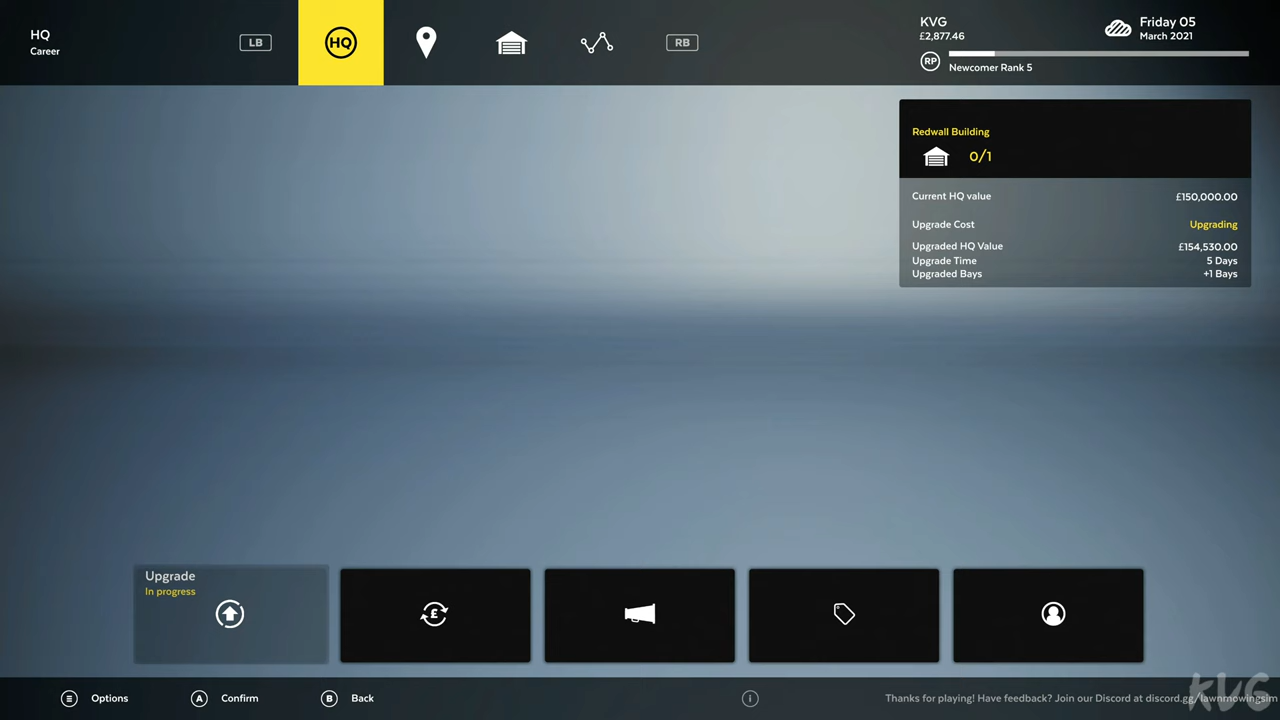 HQ
Career
LB
HQ
RB
KVG
£2,877.46
Friday 05
March 2021
RP
Newcomer Rank 5
Redwall Building
0/1
Current HQ value £150,000.00
Upgrade Cost Upgrading
Upgraded HQ Value £154,530.00
Upgrade Time 5 Days
Upgraded Bays +1 Bays
Upgrade
In progress
£
Options
A Confirm
B Back
i
Thanks for playing! Have feedback? Join our Discord at discord.gg/lawnmowingsim
KVG